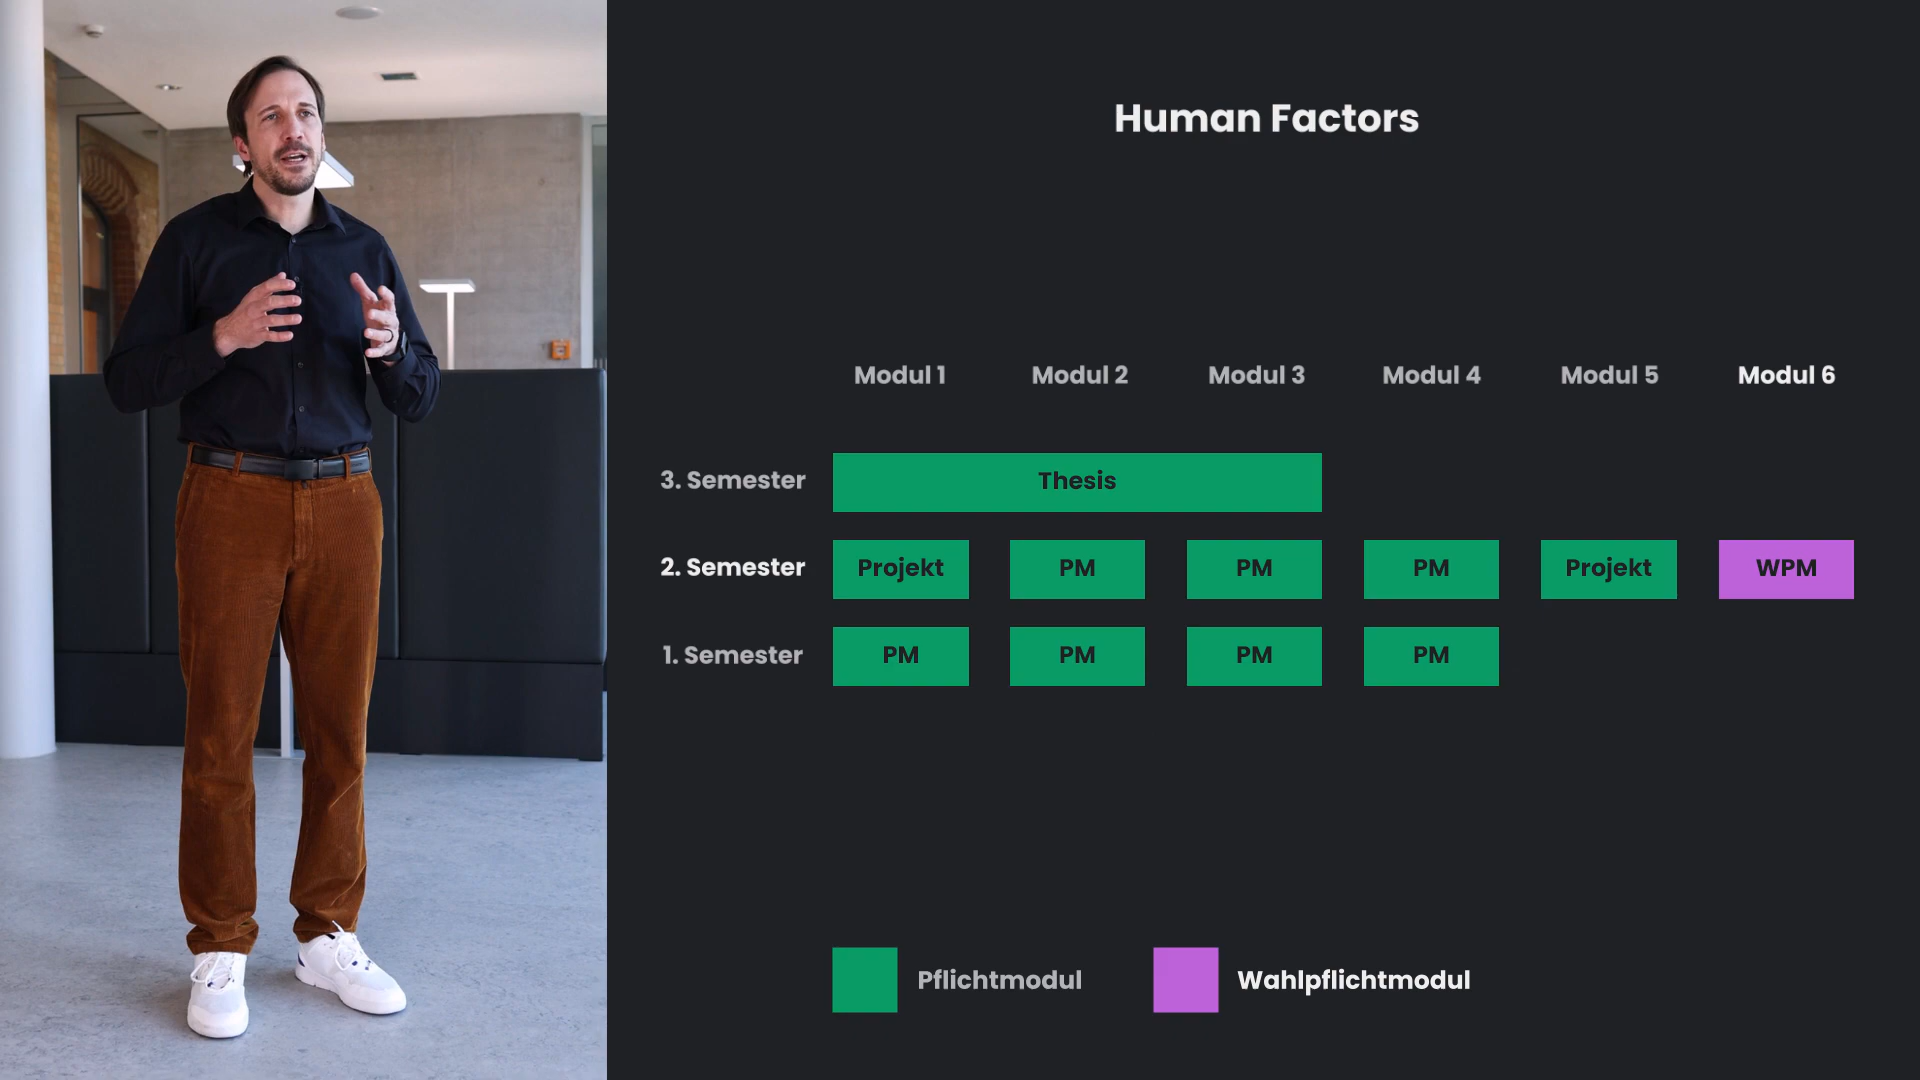 Human Factors
Modul 1 Modul 2 Modul 3 Modul 4 Modul 5 Modul 6
3. Semester Thesis
2. Semester Projekt PM PM PM Projekt WPM
1. Semester PM PM PM PM
Pflichtmodul Wahlpflichtmodul